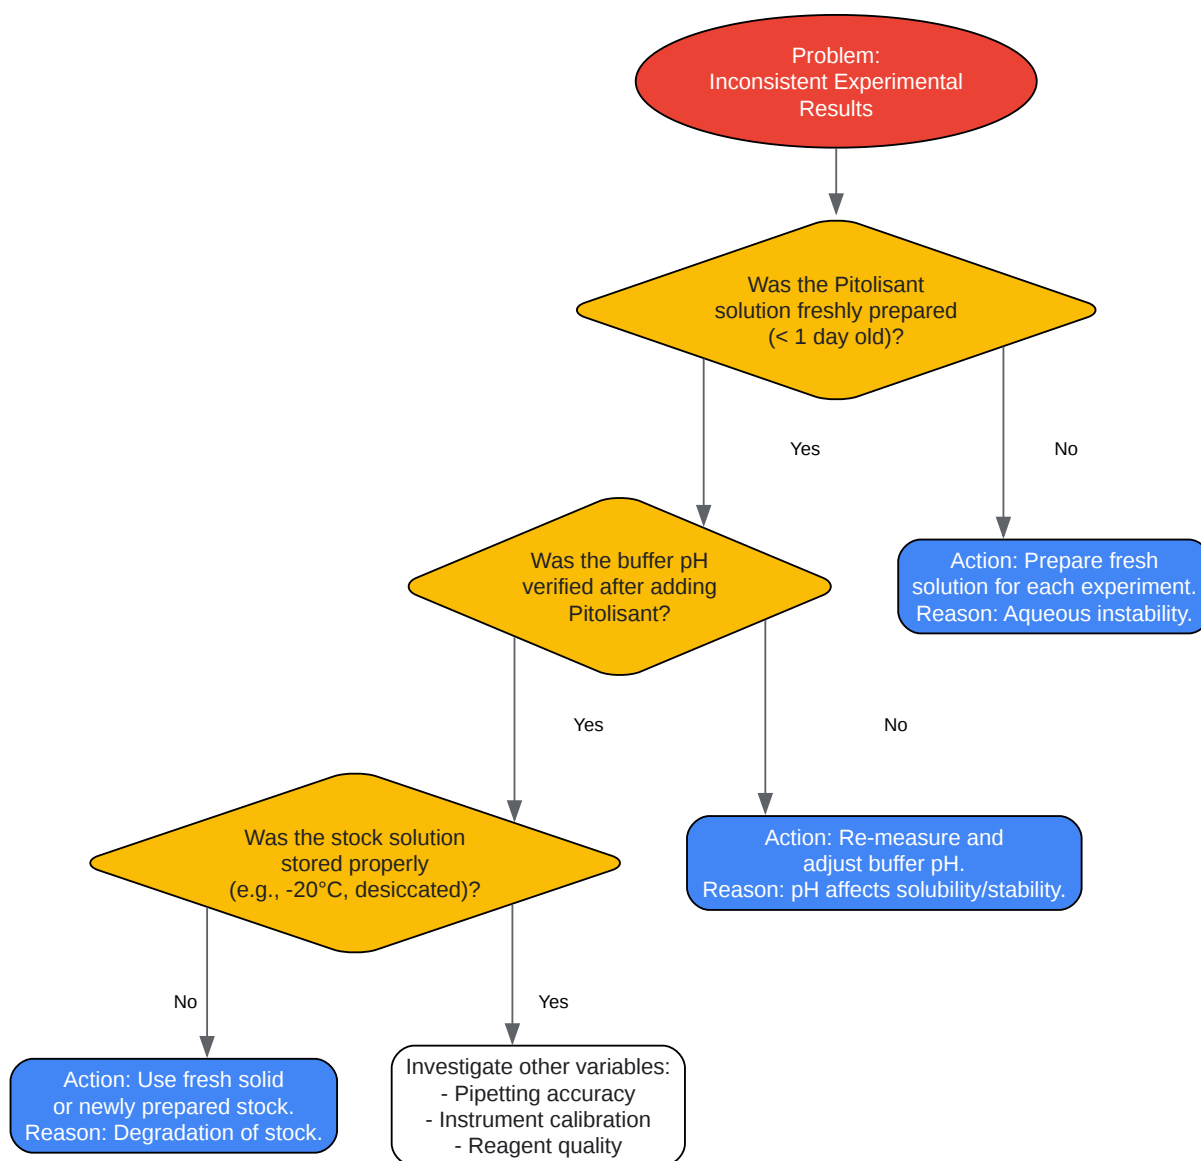 Problem:
Inconsistent Experimental
Results
Was the Pitolisant
solution freshly prepared
(< 1 day old)?
Yes
No
Was the buffer pH
verified after adding
Pitolisant?
Action: Prepare fresh
solution for each experiment.
Reason: Aqueous instability.
Yes
No
Was the stock solution
stored properly
(e.g., -20°C, desiccated)?
Action: Re-measure and
adjust buffer pH.
Reason: pH affects solubility/stability.
No
Yes
Action: Use fresh solid
or newly prepared stock.
Reason: Degradation of stock.
Investigate other variables:
- Pipetting accuracy
- Instrument calibration
- Reagent quality